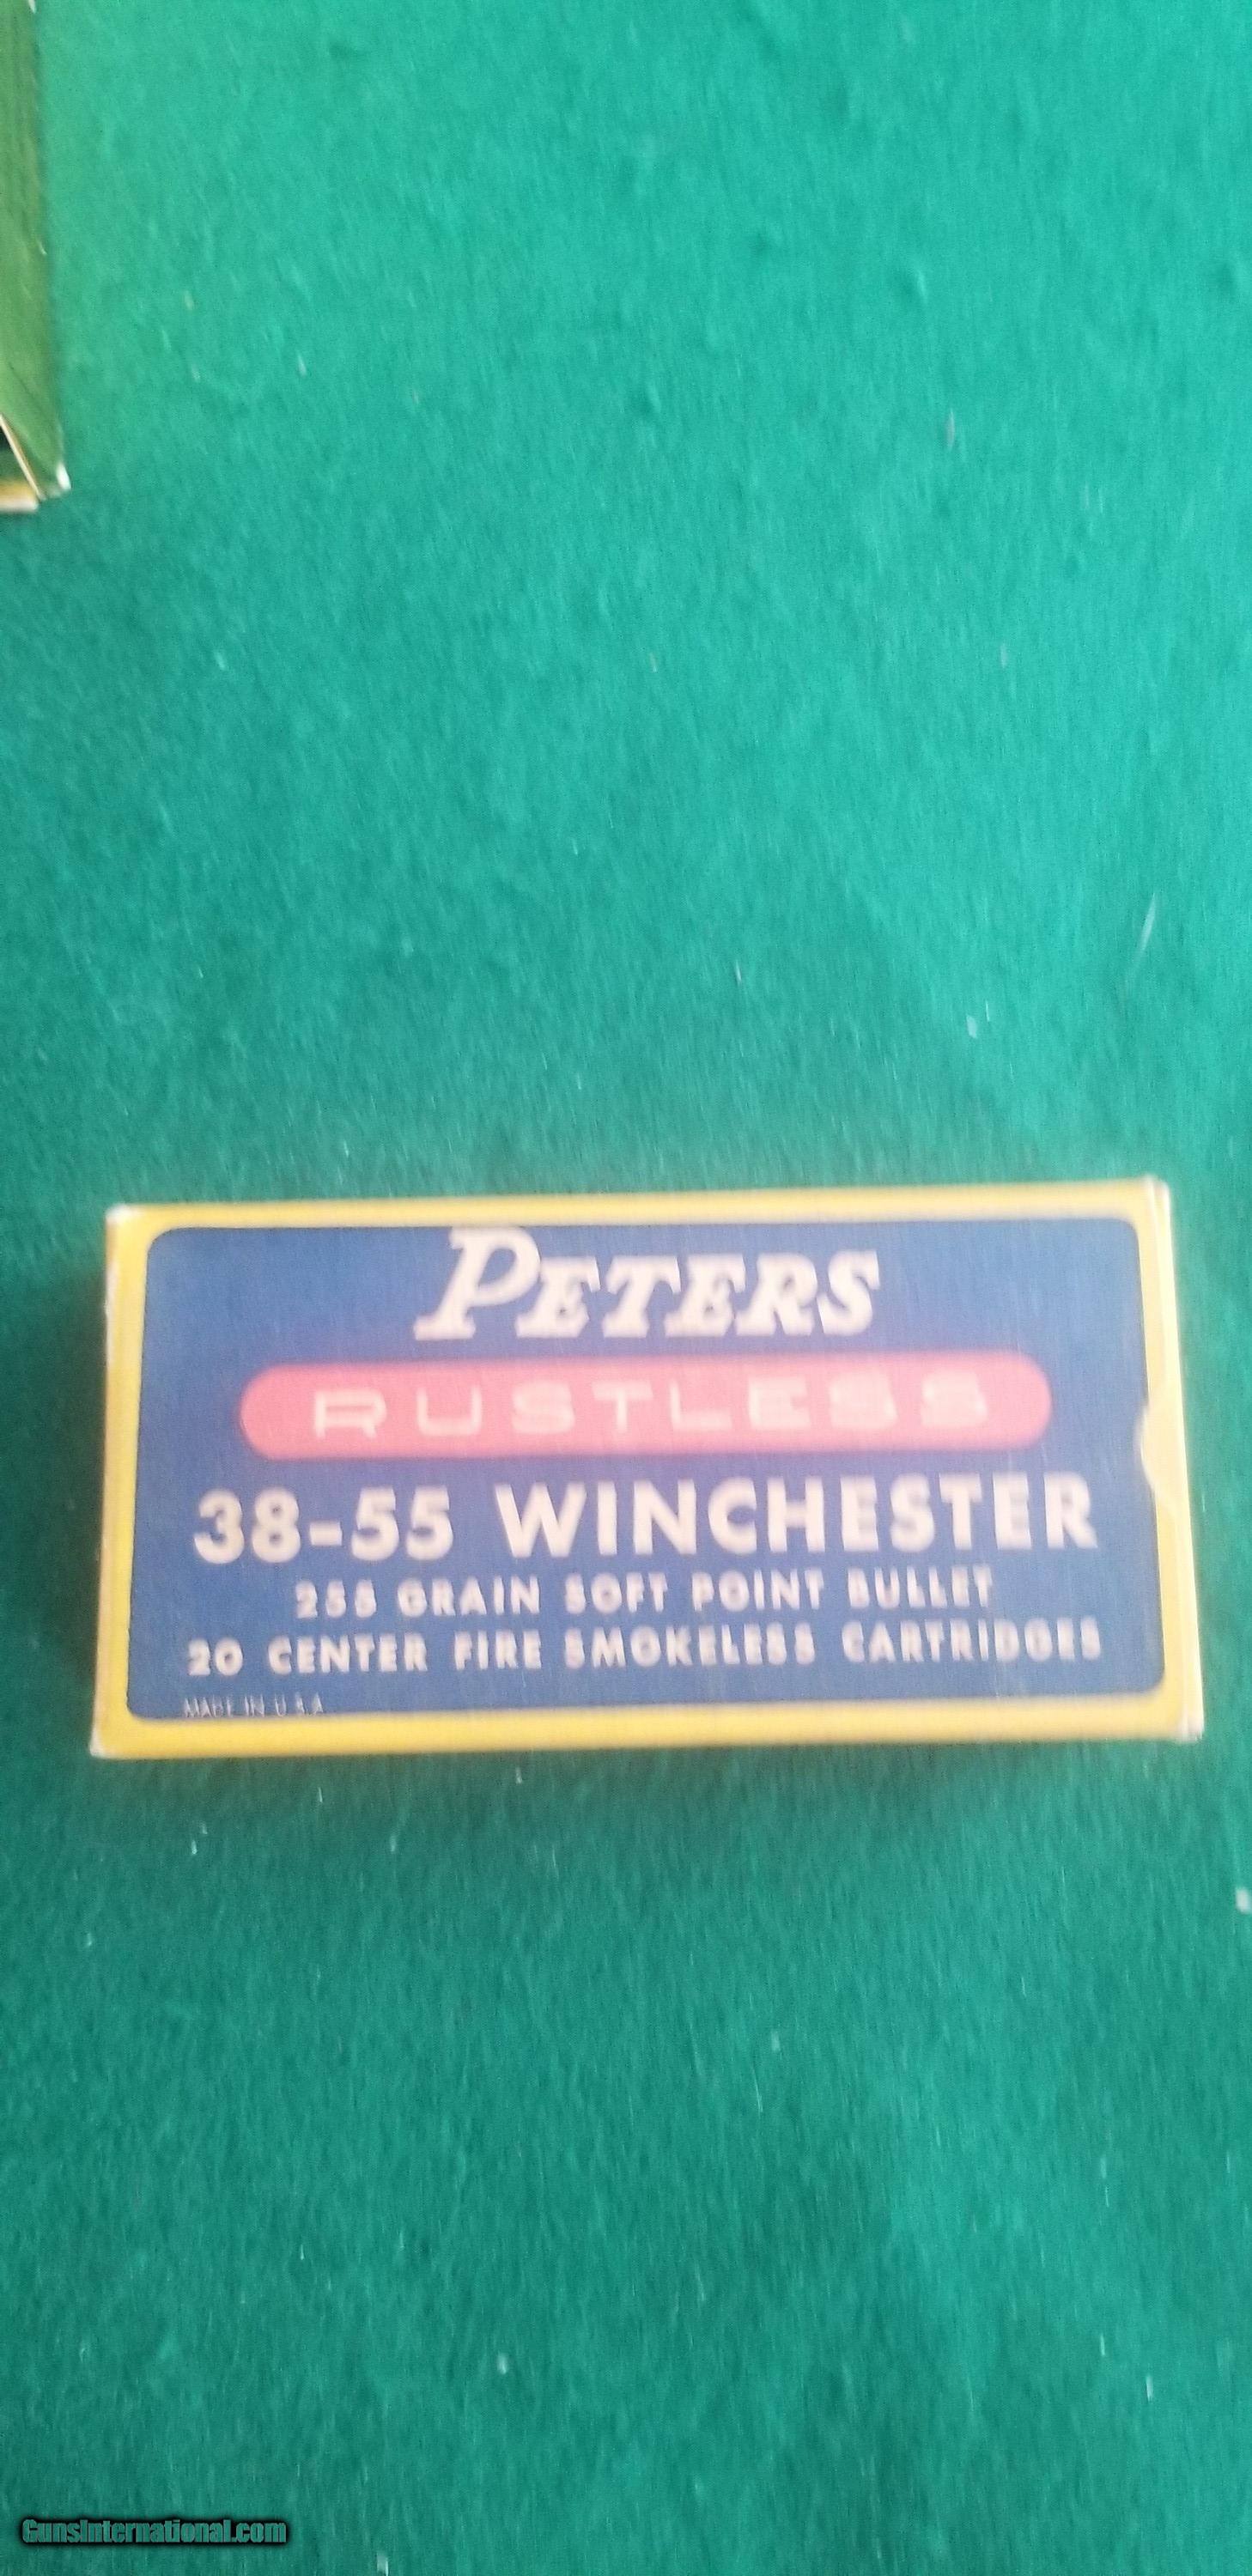 PETERS
RUSTLESS
38-55 WINCHESTER
255 GRAIN SOFT POINT BULLET
20 CENTER FIRE SMOKELESS CARTRIDGES
MADE IN U.S.A
GunsInternational.com